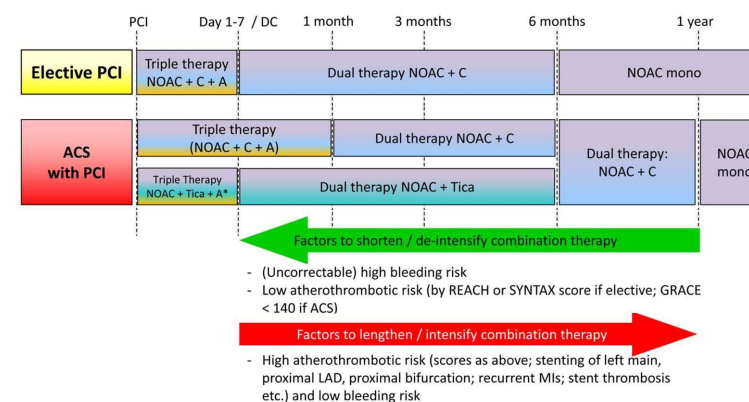 PCI Day 1-7 / DC 1 month 3 months 6 months 1 year
Elective PCI
Triple therapy
NOAC + C + A
Dual therapy NOAC + C
NOAC mono
ACS
with PCI
Triple therapy
(NOAC + C + A)
Dual therapy NOAC + C
Triple Therapy
NOAC + Tica + A*
Dual therapy NOAC + Tica
Dual therapy:
NOAC + C
NOAC
mono
Factors to shorten / de-intensify combination therapy
- (Uncorrectable) high bleeding risk
- Low atherothrombotic risk (by REACH or SYNTAX score if elective; GRACE
< 140 if ACS)
Factors to lengthen / intensify combination therapy
- High atherothrombotic risk (scores as above; stenting of left main,
proximal LAD, proximal bifurcation; recurrent MIs; stent thrombosis
etc.) and low bleeding risk